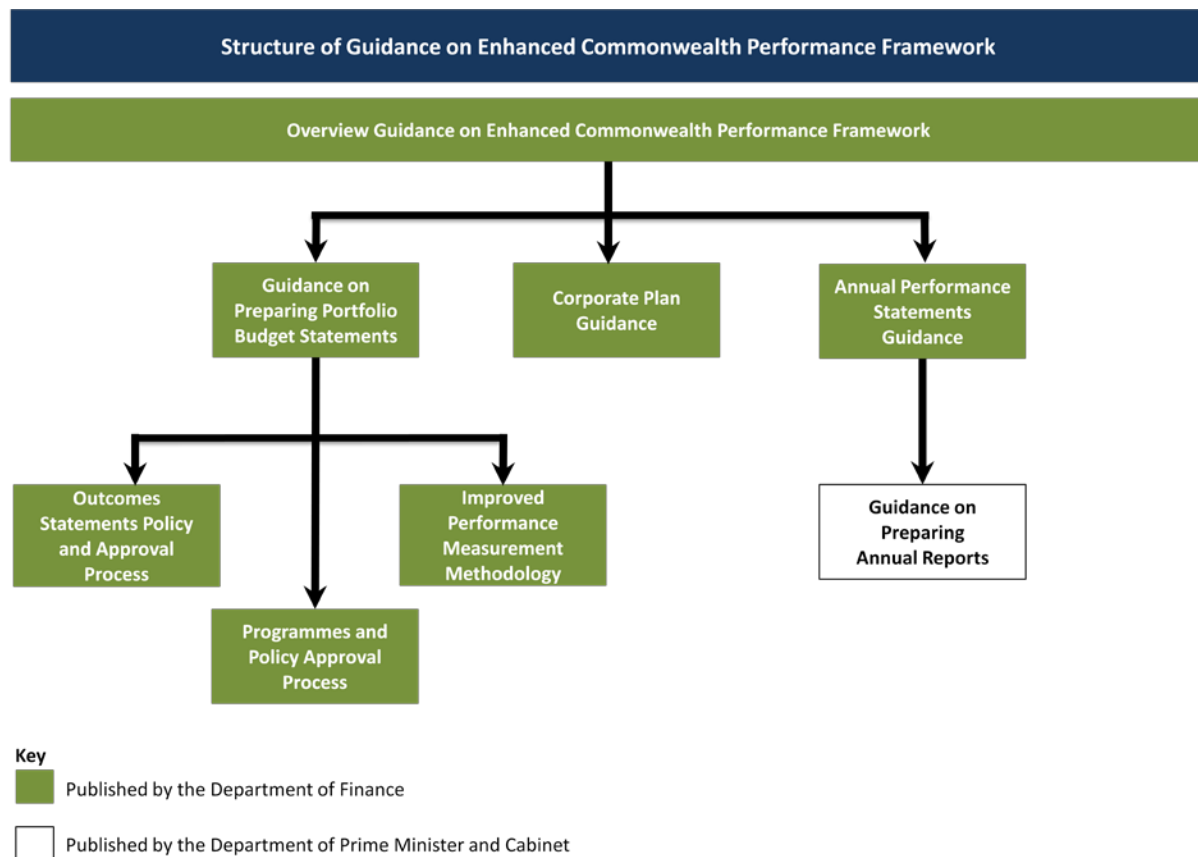 Structure of Guidance on Enhanced Commonwealth Performance Framework
Overview Guidance on Enhanced Commonwealth Performance Framework
Guidance on
Preparing Portfolio
Budget Statements
Corporate Plan
Guidance
Annual Performance
Statements
Guidance
Outcomes
Statements Policy
and Approval
Process
Improved
Performance
Measurement
Methodology
Guidance on
Preparing
Annual Reports
Programmes and
Policy Approval
Process
Key
Published by the Department of Finance
Published by the Department of Prime Minister and Cabinet